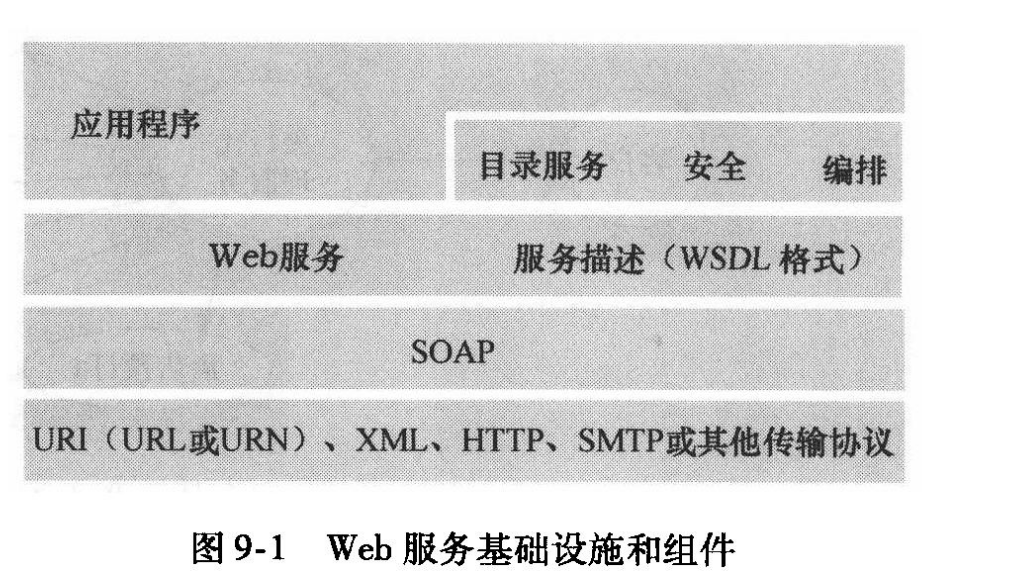 应用程序
目录服务 安全 编排
Web服务 服务描述（WSDL 格式）
SOAP
URI（URL或URN）、XML、HTTP、SMTP或其他传输协议
图 9-1 Web 服务基础设施和组件